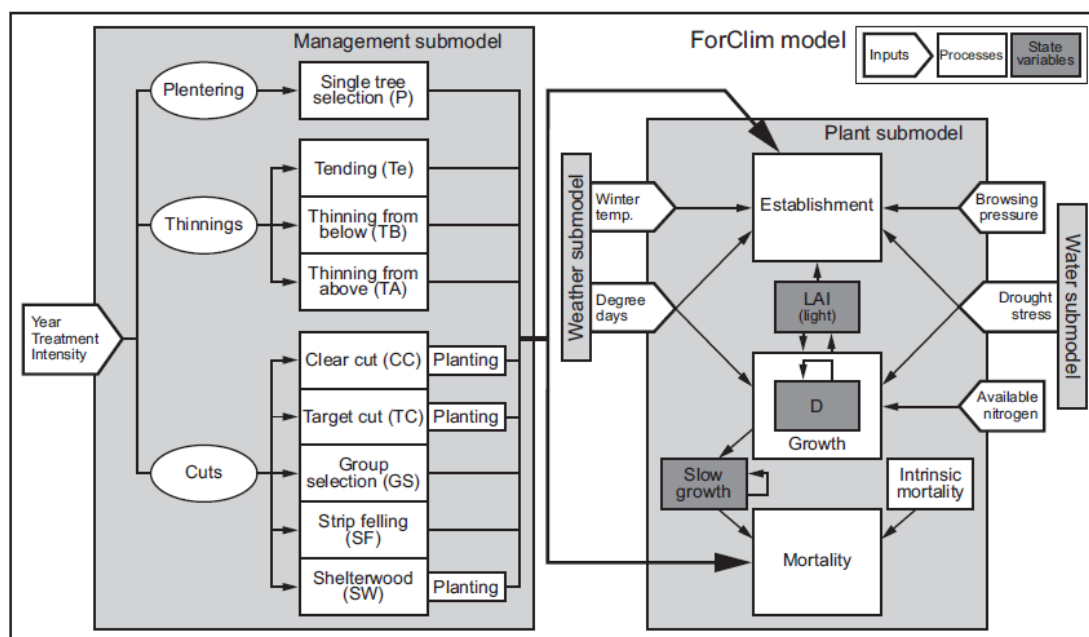 Management submodel
ForClim model
Inputs
Processes
State
variables
Plentering
Single tree
selection (P)
Thinnings
Tending (Te)
Thinning from
below (TB)
Thinning from
above (TA)
Year
Treatment
Intensity
Cuts
Clear cut (CC)
Planting
Target cut (TC)
Planting
Group
selection (GS)
Strip felling
(SF)
Shelterwood
(SW)
Planting
Weather submodel
Winter
temp.
Degree
days
Plant submodel
Establishment
LAI
(light)
D
Growth
Slow
growth
Intrinsic
mortality
Mortality
Browsing
pressure
Drought
stress
Available
nitrogen
Water submodel